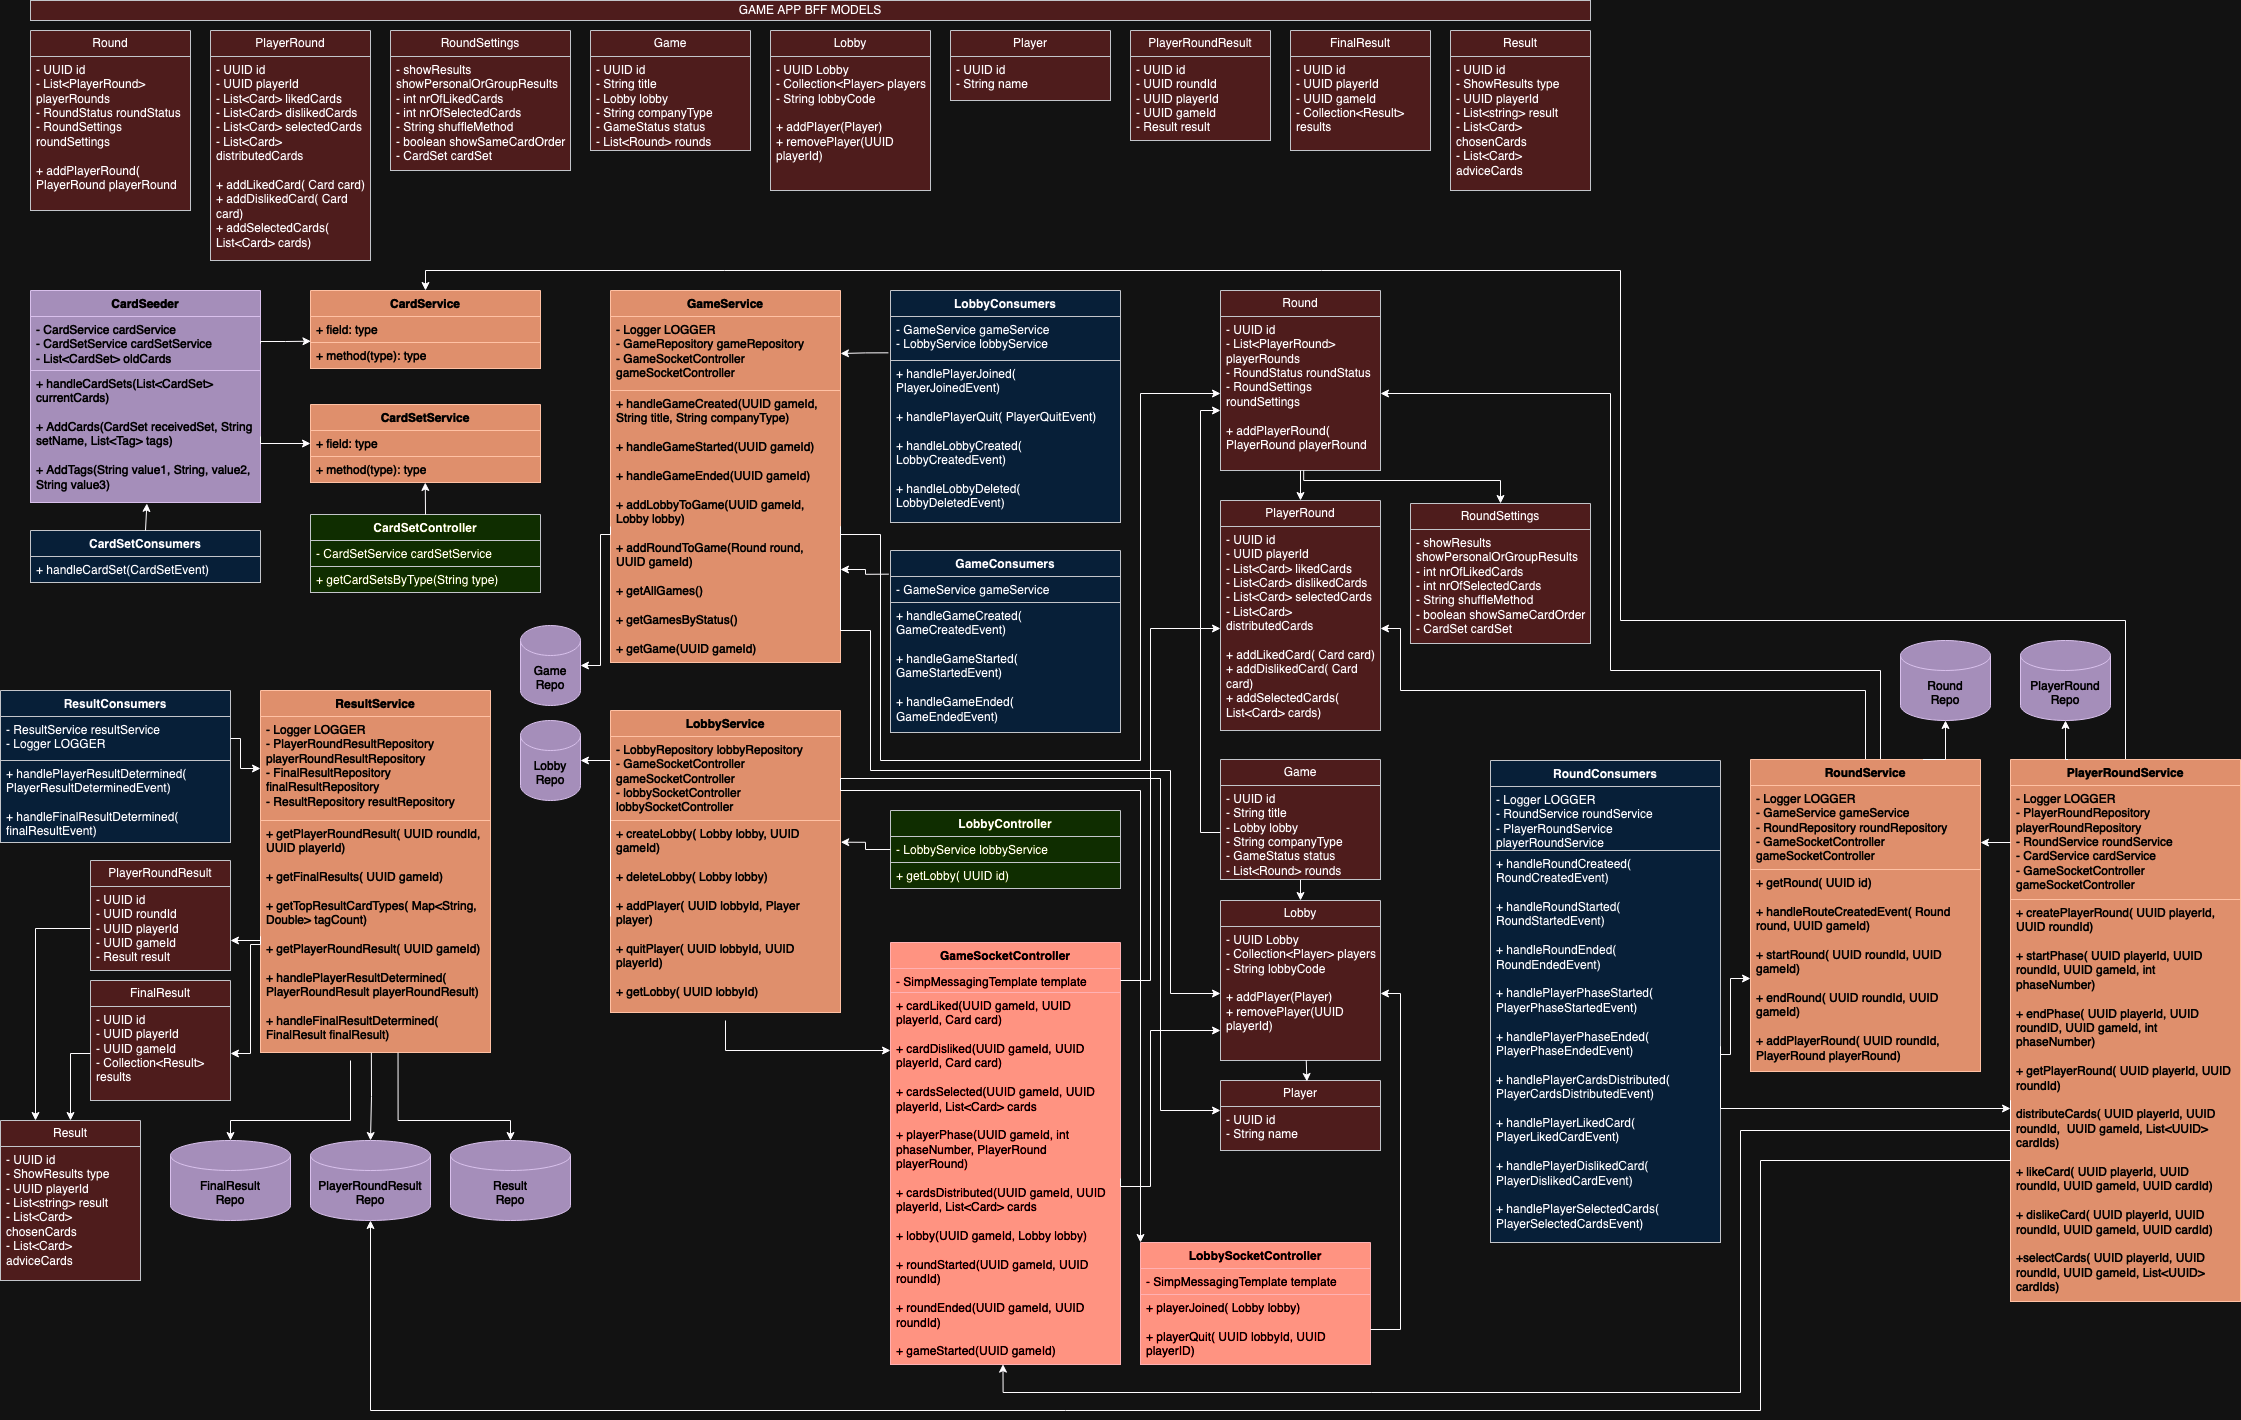 GAME APP BFF MODELS
Round
- UUID id
- List<PlayerRound>
playerRounds
- RoundStatus roundStatus
- RoundSettings
roundSettings
+ addPlayerRound(
PlayerRound playerRound
PlayerRound
- UUID id
- UUID playerId
- List<Card> likedCards
- List<Card> dislikedCards
- List<Card> selectedCards
- List<Card>
distributedCards
+ addLikedCard( Card card)
+ addDislikedCard( Card
card)
+ addSelectedCards(
List<Card> cards)
RoundSettings
- showResults
showPersonalOrGroupResults
- int nrOfLikedCards
- int nrOfSelectedCards
- String shuffleMethod
- boolean showSameCardOrder
- CardSet cardSet
Game
- UUID id
- String title
- Lobby lobby
- String companyType
- GameStatus status
- List<Round> rounds
Lobby
- UUID Lobby
- Collection<Player> players
- String lobbyCode
+ addPlayer(Player)
+ removePlayer(UUID
playerId)
Player
- UUID id
- String name
PlayerRoundResult
- UUID id
- UUID roundId
- UUID playerId
- UUID gameId
- Result result
FinalResult
- UUID id
- UUID playerId
- UUID gameId
- Collection<Result>
results
Result
- UUID id
- ShowResults type
- UUID playerId
- List<string> result
- List<Card>
chosenCards
- List<Card>
adviceCards
CardSeeder
- CardService cardService
- CardSetService cardSetService
- List<CardSet> oldCards
+ handleCardSets(List<CardSet>
currentCards)
+ AddCards(CardSet receivedSet, String
setName, List<Tag> tags)
+ AddTags(String value1, String, value2,
String value3)
CardSetConsumers
+ handleCardSet(CardSetEvent)
CardService
+ field: type
+ method(type): type
CardSetService
+ field: type
+ method(type): type
CardSetController
- CardSetService cardSetService
+ getCardSetsByType(String type)
GameService
- Logger LOGGER
- GameRepository gameRepository
- GameSocketController
gameSocketController
+ handleGameCreated(UUID gameId,
String title, String companyType)
+ handleGameStarted(UUID gameId)
+ handleGameEnded(UUID gameId)
+ addLobbyToGame(UUID gameId,
Lobby lobby)
+ addRoundToGame(Round round,
UUID gameId)
+ getAllGames()
+ getGamesByStatus()
+ getGame(UUID gameId)
LobbyConsumers
- GameService gameService
- LobbyService lobbyService
+ handlePlayerJoined(
PlayerJoinedEvent)
+ handlePlayerQuit( PlayerQuitEvent)
+ handleLobbyCreated(
LobbyCreatedEvent)
+ handleLobbyDeleted(
LobbyDeletedEvent)
GameConsumers
- GameService gameService
+ handleGameCreated(
GameCreatedEvent)
+ handleGameStarted(
GameStartedEvent)
+ handleGameEnded(
GameEndedEvent)
Round
- UUID id
- List<PlayerRound>
playerRounds
- RoundStatus roundStatus
- RoundSettings
roundSettings
+ addPlayerRound(
PlayerRound playerRound
PlayerRound
- UUID id
- UUID playerId
- List<Card> likedCards
- List<Card> dislikedCards
- List<Card> selectedCards
- List<Card>
distributedCards
+ addLikedCard( Card card)
+ addDislikedCard( Card
card)
+ addSelectedCards(
List<Card> cards)
RoundSettings
- showResults
showPersonalOrGroupResults
- int nrOfLikedCards
- int nrOfSelectedCards
- String shuffleMethod
- boolean showSameCardOrder
- CardSet cardSet
Game
Repo
Lobby
Repo
Round
Repo
PlayerRound
Repo
ResultConsumers
- ResultService resultService
- Logger LOGGER
+ handlePlayerResultDetermined(
PlayerResultDeterminedEvent)
+ handleFinalResultDetermined(
finalResultEvent)
ResultService
- Logger LOGGER
- PlayerRoundResultRepository
playerRoundResultRepository
- FinalResultRepository
finalResultRepository
- ResultRepository resultRepository
+ getPlayerRoundResult( UUID roundId,
UUID playerId)
+ getFinalResults( UUID gameId)
+ getTopResultCardTypes( Map<String,
Double> tagCount)
+ getPlayerRoundResult( UUID gameId)
+ handlePlayerResultDetermined(
PlayerRoundResult playerRoundResult)
+ handleFinalResultDetermined(
FinalResult finalResult)
PlayerRoundResult
- UUID id
- UUID roundId
- UUID playerId
- UUID gameId
- Result result
FinalResult
- UUID id
- UUID playerId
- UUID gameId
- Collection<Result>
results
Result
- UUID id
- ShowResults type
- UUID playerId
- List<string> result
- List<Card>
chosenCards
- List<Card>
adviceCards
FinalResult
Repo
PlayerRoundResult
Repo
Result
Repo
LobbyService
- LobbyRepository lobbyRepository
- GameSocketController
gameSocketController
- lobbySocketController
lobbySocketController
+ createLobby( Lobby lobby, UUID
gameId)
+ deleteLobby( Lobby lobby)
+ addPlayer( UUID lobbyId, Player
player)
+ quitPlayer( UUID lobbyId, UUID
playerId)
+ getLobby( UUID lobbyId)
LobbyController
- LobbyService lobbyService
+ getLobby( UUID id)
GameSocketController
- SimpMessagingTemplate template
+ cardLiked(UUID gameId, UUID
playerId, Card card)
+ cardDisliked(UUID gameId, UUID
playerId, Card card)
+ cardsSelected(UUID gameId, UUID
playerId, List<Card> cards
+ playerPhase(UUID gameId, int
phaseNumber, PlayerRound
playerRound)
+ cardsDistributed(UUID gameId, UUID
playerId, List<Card> cards
+ lobby(UUID gameId, Lobby lobby)
+ roundStarted(UUID gameId, UUID
roundId)
+ roundEnded(UUID gameId, UUID
roundId)
+ gameStarted(UUID gameId)
Game
- UUID id
- String title
- Lobby lobby
- String companyType
- GameStatus status
- List<Round> rounds
Lobby
- UUID Lobby
- Collection<Player> players
- String lobbyCode
+ addPlayer(Player)
+ removePlayer(UUID
playerId)
Player
- UUID id
- String name
LobbySocketController
- SimpMessagingTemplate template
+ playerJoined( Lobby lobby)
+ playerQuit( UUID lobbyId, UUID
playerID)
RoundConsumers
- Logger LOGGER
- RoundService roundService
- PlayerRoundService
playerRoundService
+ handleRoundCreateed(
RoundCreatedEvent)
+ handleRoundStarted(
RoundStartedEvent)
+ handleRoundEnded(
RoundEndedEvent)
+ handlePlayerPhaseStarted(
PlayerPhaseStartedEvent)
+ handlePlayerPhaseEnded(
PlayerPhaseEndedEvent)
+ handlePlayerCardsDistributed(
PlayerCardsDistributedEvent)
+ handlePlayerLikedCard(
PlayerLikedCardEvent)
+ handlePlayerDislikedCard(
PlayerDislikedCardEvent)
+ handlePlayerSelectedCards(
PlayerSelectedCardsEvent)
RoundService
- Logger LOGGER
- GameService gameService
- RoundRepository roundRepository
- GameSocketController
gameSocketController
+ getRound( UUID id)
+ handleRouteCreatedEvent( Round
round, UUID gameId)
+ startRound( UUID roundId, UUID
gameId)
+ endRound( UUID roundId, UUID
gameId)
+ addPlayerRound( UUID roundId,
PlayerRound playerRound)
PlayerRoundService
- Logger LOGGER
- PlayerRoundRepository
playerRoundRepository
- RoundService roundService
- CardService cardService
- GameSocketController
gameSocketController
+ createPlayerRound( UUID playerId,
UUID roundId)
+ startPhase( UUID playerId, UUID
roundId, UUID gameId, int
phaseNumber)
+ endPhase( UUID playerId, UUID
roundID, UUID gameId, int
phaseNumber)
+ getPlayerRound( UUID playerId, UUID
roundId)
distributeCards( UUID playerId, UUID
roundId, UUID gameId, List<UUID>
cardIds)
+ likeCard( UUID playerId, UUID
roundId, UUID gameId, UUID cardId)
+ dislikeCard( UUID playerId, UUID
roundId, UUID gameId, UUID cardId)
+selectCards( UUID playerId, UUID
roundId, UUID gameId, List<UUID>
cardIds)